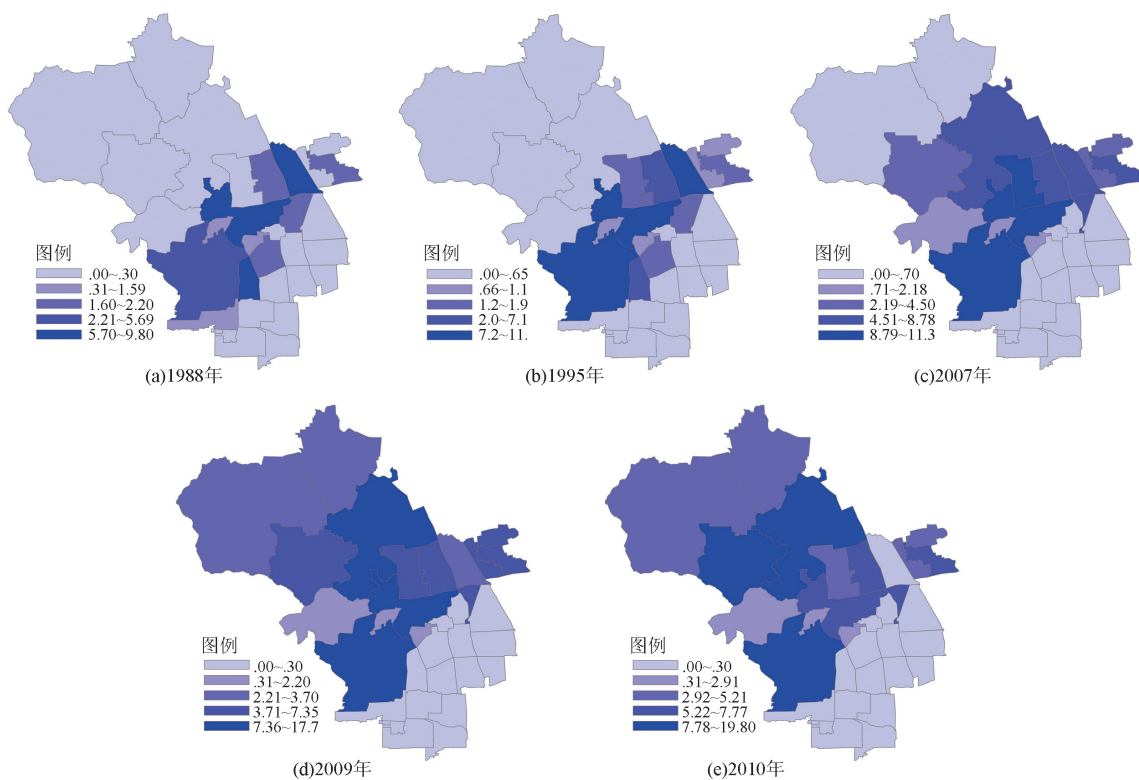 图例
.00~.30
.31~1.59
1.60~2.20
2.21~5.69
5.70~9.80
(a)1988年
图例
.00~.65
.66~1.1
1.2~1.9
2.0~7.1
7.2~11.
(b)1995年
图例
.00~.70
.71~2.18
2.19~4.50
4.51~8.78
8.79~11.3
(c)2007年
图例
.00~.30
.31~2.20
2.21~3.70
3.71~7.35
7.36~17.7
(d)2009年
图例
.00~.30
.31~2.91
2.92~5.21
5.22~7.77
7.78~19.80
(e)2010年